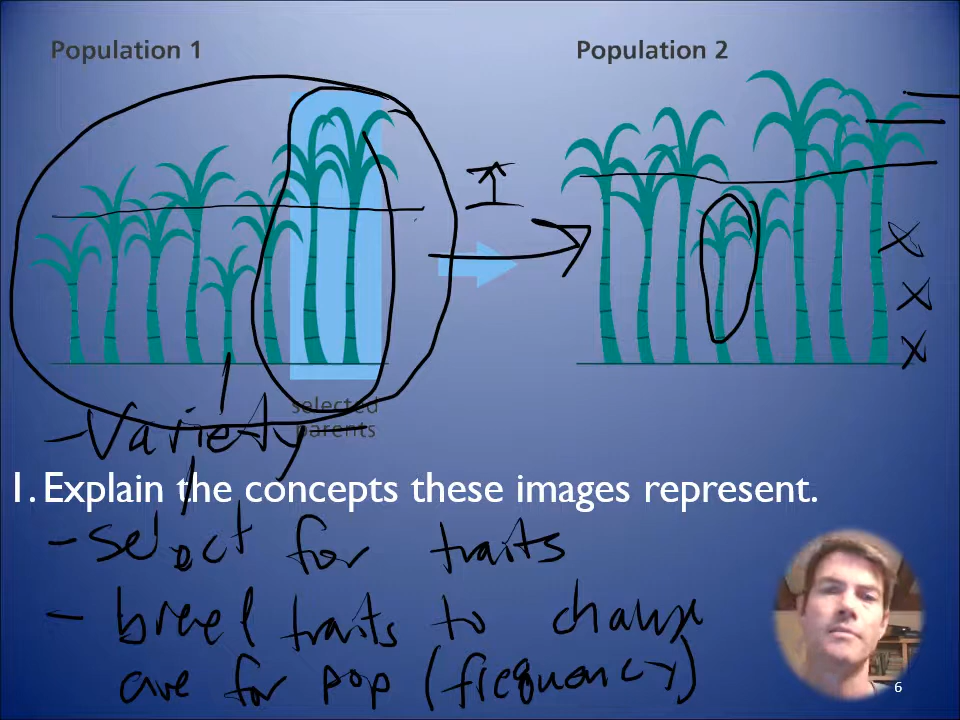 Population 1
Population 2
selected
parents
- Variety
1. Explain the concepts these images represent.
- select for traits
- breed traits to change
ave for pop (frequency)
6